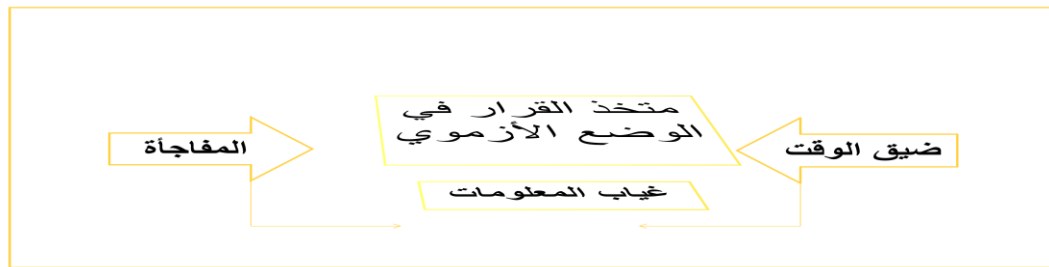 متخذ القرار في
الوضع الأزموي
ضيق الوقت
المفاجأة
غياب المعلومات